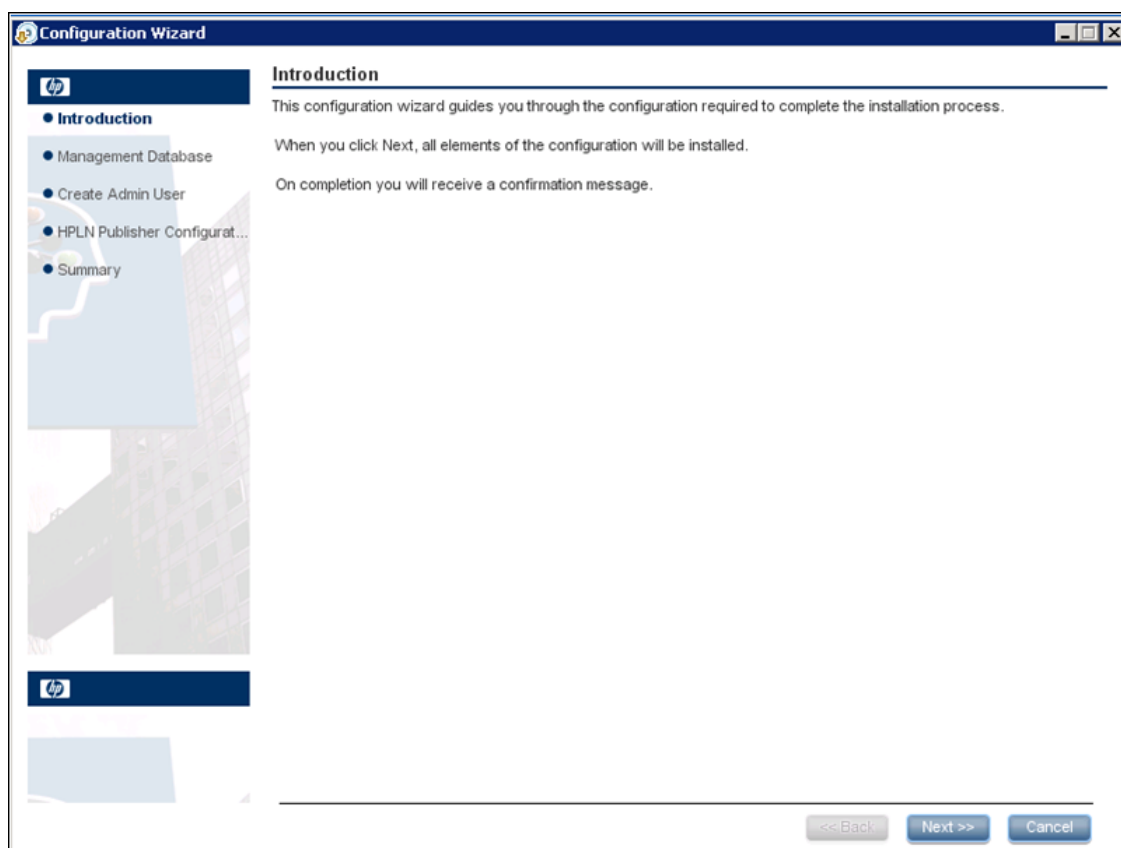 Configuration Wizard
hp
Introduction
Management Database
Create Admin User
HPLN Publisher Configurat...
Summary
hp
Introduction
This configuration wizard guides you through the configuration required to complete the installation process.
When you click Next, all elements of the configuration will be installed.
On completion you will receive a confirmation message.
<< Back
Next >>
Cancel